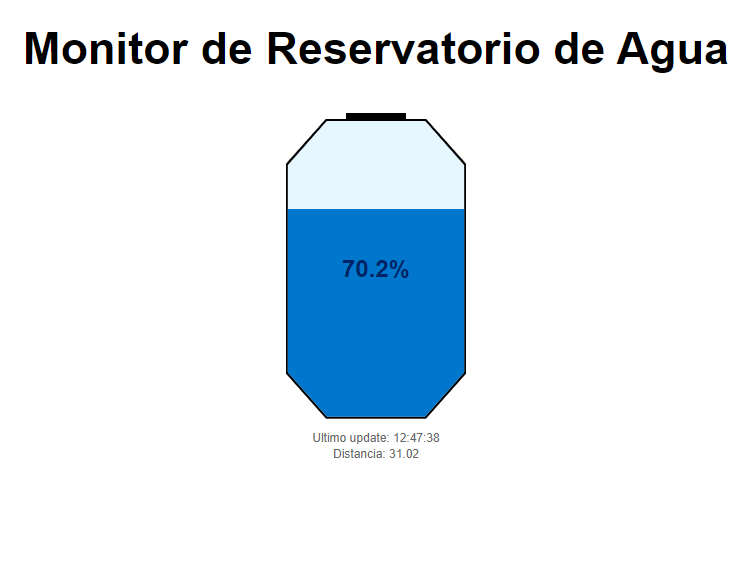 Monitor de Reservatorio de Agua
70.2%
Ultimo update: 12:47:38
Distancia: 31.02